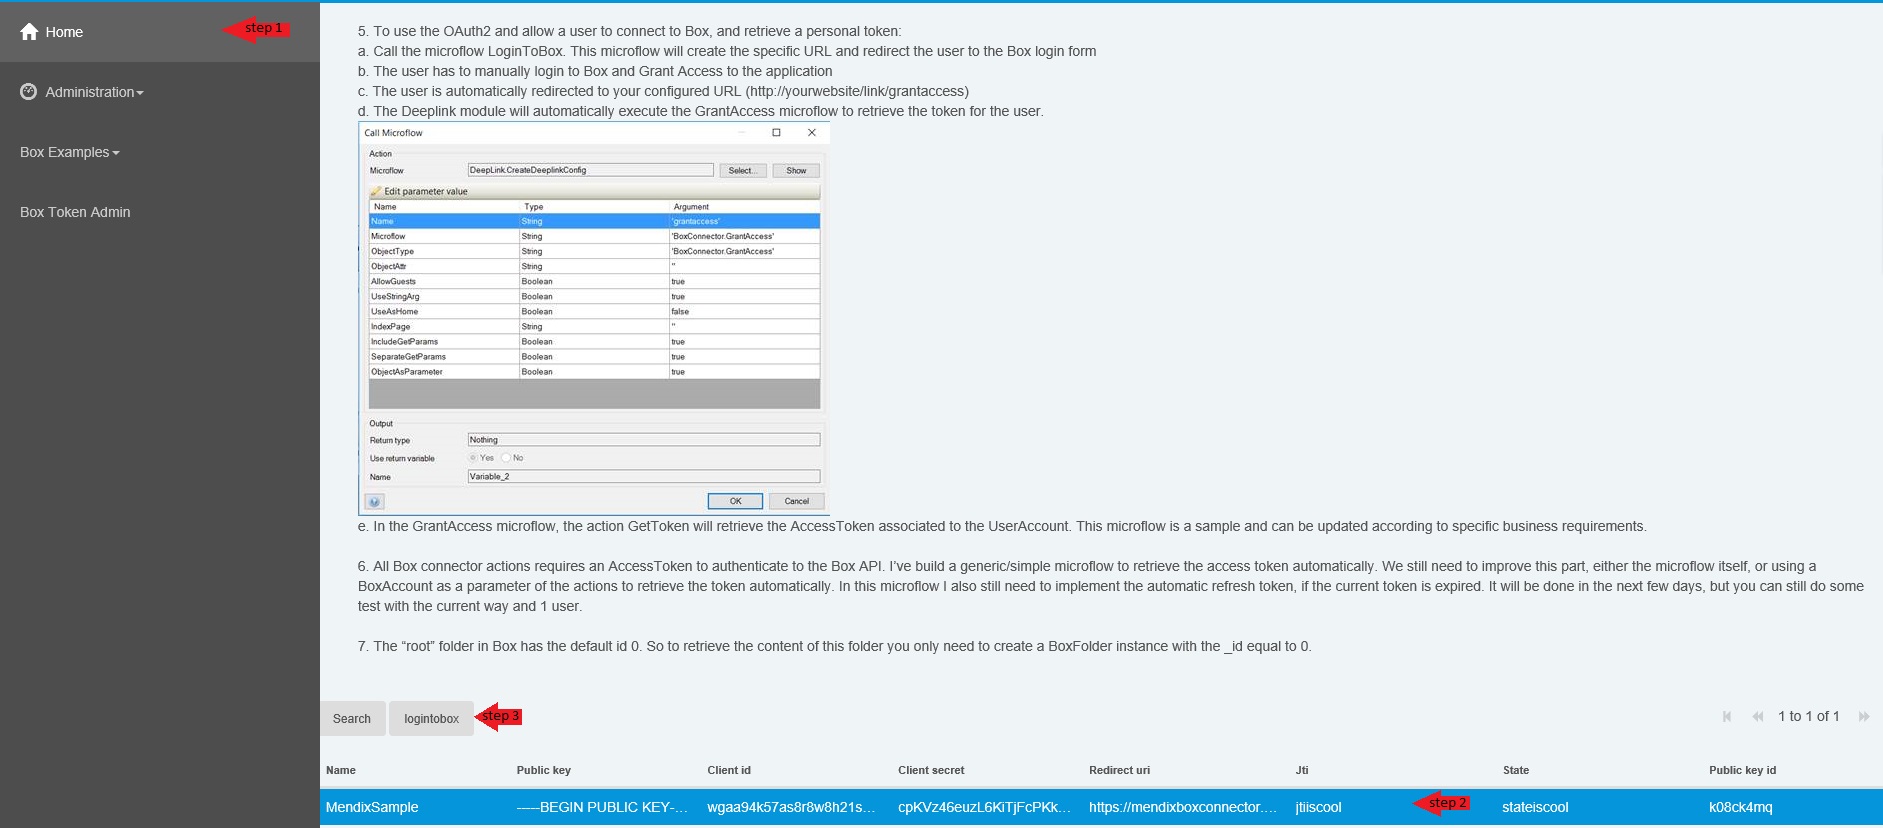 Home
step 1
Administration
Box Examples
Box Token Admin
5. To use the OAuth2 and allow a user to connect to Box, and retrieve a personal token:
a. Call the microflow LoginToBox. This microflow will create the specific URL and redirect the user to the Box login form
b. The user has to manually login to Box and Grant Access to the application
c. The user is automatically redirected to your configured URL (http://yourwebsite/link/grantaccess)
d. The Deeplink module will automatically execute the GrantAccess microflow to retrieve the token for the user.
Call Microflow
Action
Microflow DeepLink.CreateDeeplinkConfig Select... Show
Edit parameter value
Name Type Argument
Name String 'grantaccess'
Microflow String 'BoxConnector.GrantAccess'
ObjectType String 'BoxConnector.GrantAccess'
ObjectAttr String ''
AllowGuests Boolean true
UseStringArg Boolean true
UseAsHome Boolean false
IndexPage String ''
IncludeGetParams Boolean true
SeparateGetParams Boolean true
ObjectAsParameter Boolean true
Output
Return type Nothing
Use return variable Yes No
Name Variable_2
? OK Cancel
e. In the GrantAccess microflow, the action GetToken will retrieve the AccessToken associated to the UserAccount. This microflow is a sample and can be updated according to specific business requirements.
6. All Box connector actions requires an AccessToken to authenticate to the Box API. I've build a generic/simple microflow to retrieve the access token automatically. We still need to improve this part, either the microflow itself, or using a
BoxAccount as a parameter of the actions to retrieve the token automatically. In this microflow I also still need to implement the automatic refresh token, if the current token is expired. It will be done in the next few days, but you can still do some
test with the current way and 1 user.
7. The “root” folder in Box has the default id 0. So to retrieve the content of this folder you only need to create a BoxFolder instance with the _id equal to 0.
Search logintobox step 3 1 to 1 of 1
Name Public key Client id Client secret Redirect uri Jti State Public key id
MendixSample -----BEGIN PUBLIC KEY-... wgaa94k57as8r8w8h21s... cpKVz46euzL6KiTjFcPKk... https://mendixboxconnector.... jtiiscool step 2 stateiscool k08ck4mq